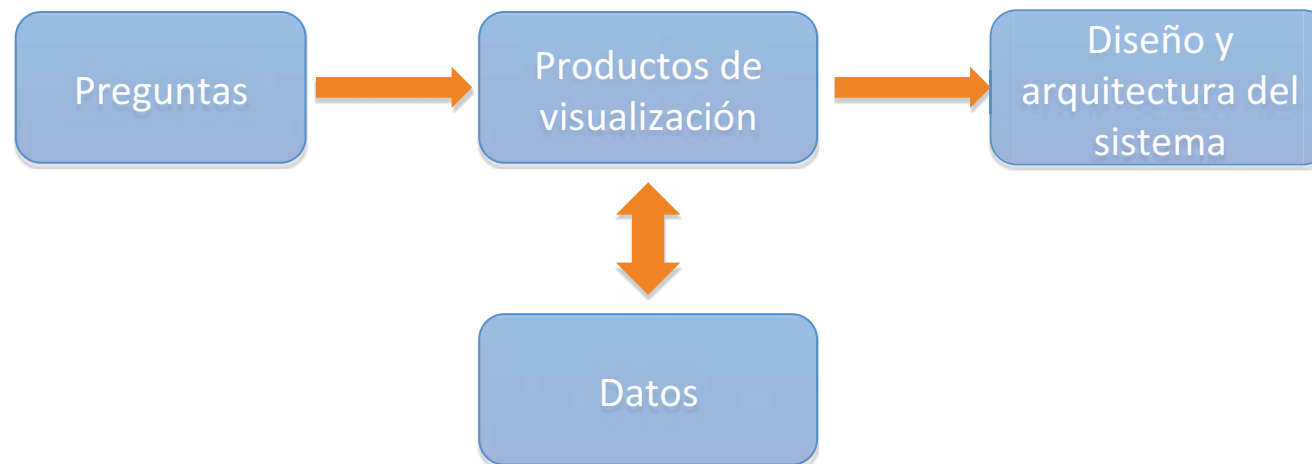 Preguntas
Productos de
visualización
Diseño y
arquitectura del
sistema
Datos